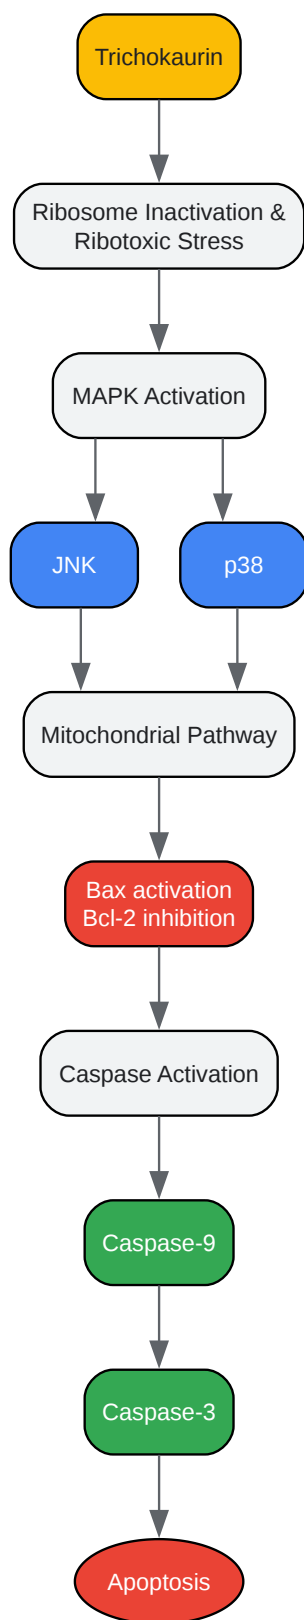 Trichokaurin
Ribosome Inactivation &
Ribotoxic Stress
MAPK Activation
JNK
p38
Mitochondrial Pathway
Bax activation
Bcl-2 inhibition
Caspase Activation
Caspase-9
Caspase-3
Apoptosis